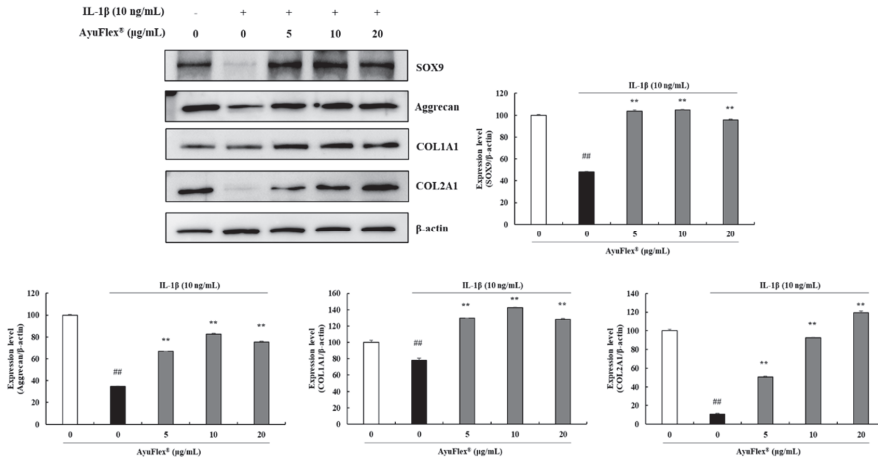 IL-1β (10 ng/mL) - + + + +
AyuFlex® (μg/mL) 0 0 5 10 20
SOX9
Aggrecan
COL1A1
COL2A1
β-actin
IL-1β (10 ng/mL)
Expression level
(SOX9/β-actin)
120
100
80
60
40
20
0
##
**
**
**
0 0 5 10 20
AyuFlex® (μg/mL)
IL-1β (10 ng/mL)
Expression level
(Aggrecan/β-actin)
120
100
80
60
40
20
0
##
**
**
**
0 0 5 10 20
AyuFlex® (μg/mL)
IL-1β (10 ng/mL)
Expression level
(COL1A1/β-actin)
160
140
120
100
80
60
40
20
0
##
**
**
**
0 0 5 10 20
AyuFlex® (μg/mL)
IL-1β (10 ng/mL)
Expression level
(COL2A1/β-actin)
140
120
100
80
60
40
20
0
##
**
**
**
0 0 5 10 20
AyuFlex® (μg/mL)